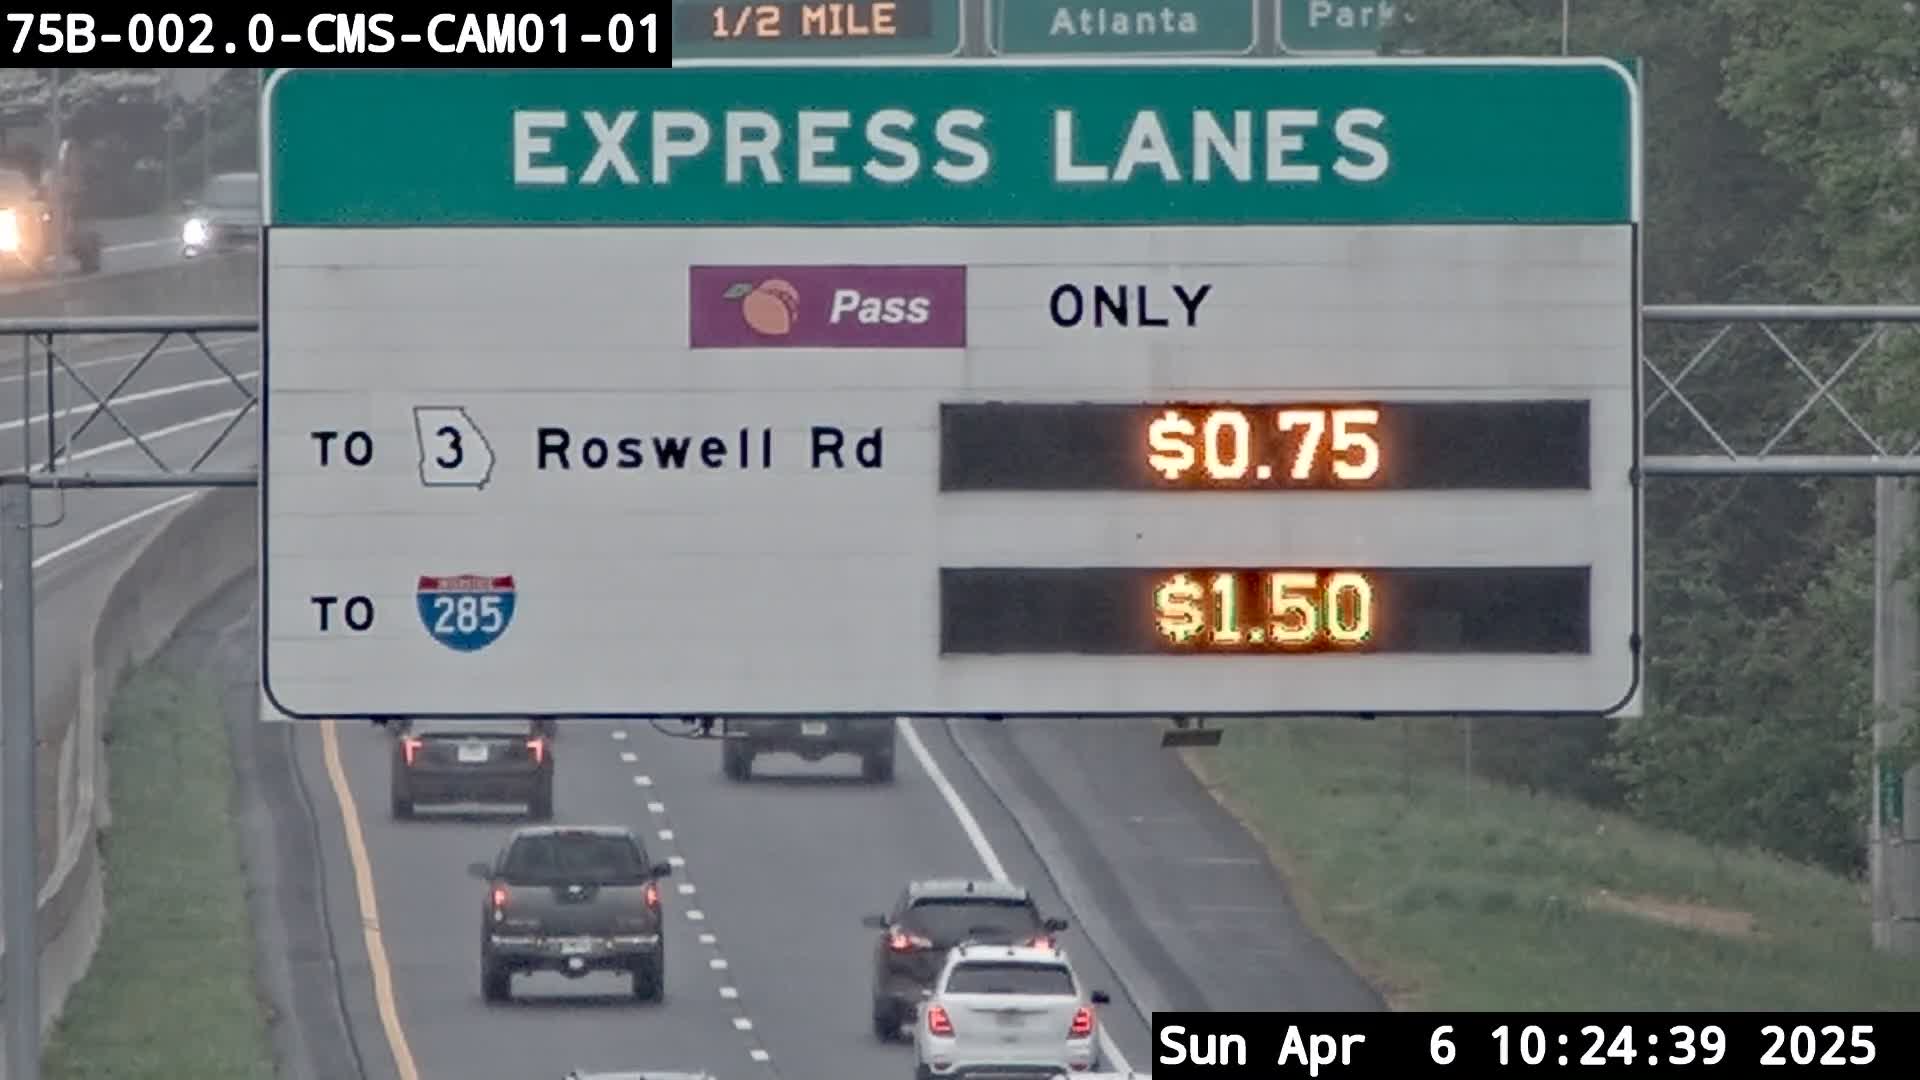 75B-002.0-CMS-CAM01-01
1/2 MILE
Atlanta
EXPRESS LANES
Pass ONLY
TO 3 Roswell Rd $0.75
INTERSTATE
TO 285 $1.50
Sun Apr 6 10:24:39 2025